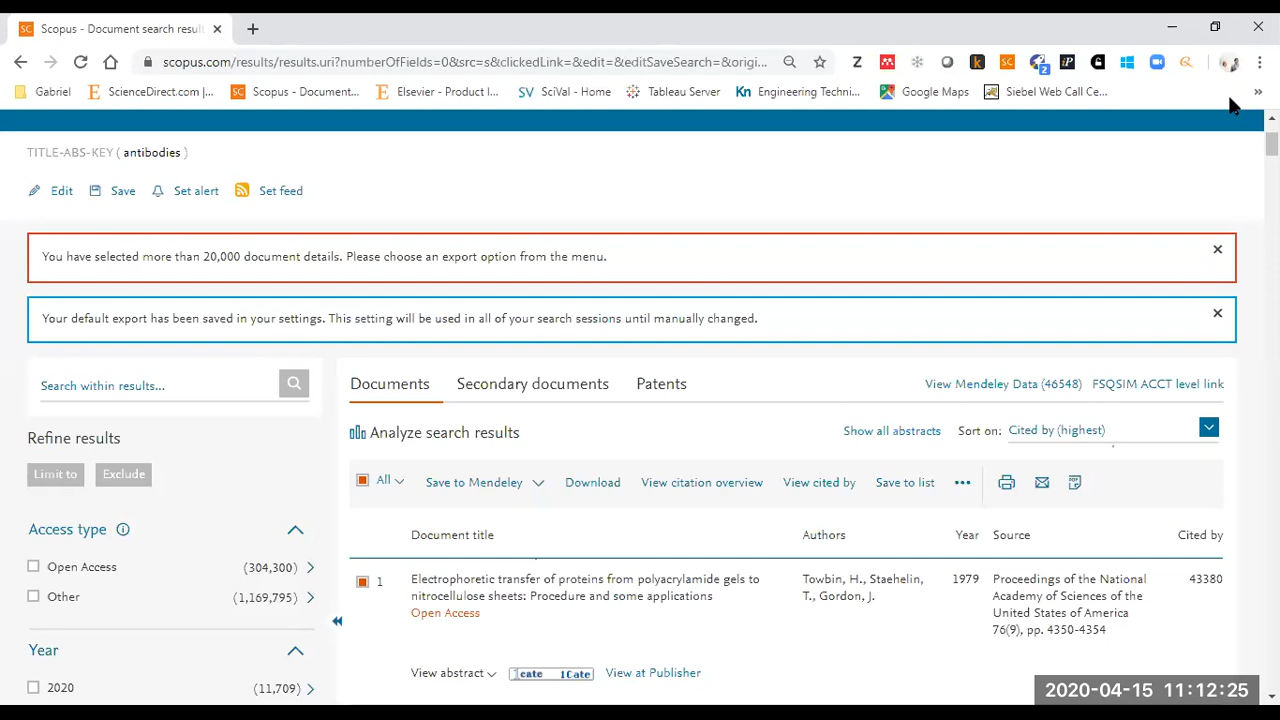 SC Scopus - Document search resul
scopus.com/results/results.uri?numberOfFields=0&src=s&clickedLink=&edit=&editSaveSearch=&origi...
Gabriel
ScienceDirect.com |...
Scopus - Document...
Elsevier - Product I...
SciVal - Home
Tableau Server
Engineering Techni...
Google Maps
Siebel Web Call Ce...
TITLE-ABS-KEY ( antibodies )
Edit Save Set alert Set feed
You have selected more than 20,000 document details. Please choose an export option from the menu.
Your default export has been saved in your settings. This setting will be used in all of your search sessions until manually changed.
Search within results...
Refine results
Limit to Exclude
Access type
Open Access (304,300)
Other (1,169,795)
Year
2020 (11,709)
Documents Secondary documents Patents
View Mendeley Data (46548) FSQSIM ACCT level link
Analyze search results
Show all abstracts Sort on: Cited by (highest)
All Save to Mendeley Download View citation overview View cited by Save to list
Document title Authors Year Source Cited by
1 Electrophoretic transfer of proteins from polyacrylamide gels to
nitrocellulose sheets: Procedure and some applications
Open Access
Towbin, H., Staehelin,
T., Gordon, J.
1979
Proceedings of the National
Academy of Sciences of the
United States of America
76(9), pp. 4350-4354
43380
View abstract 1Cate View at Publisher
2020-04-15 11:12:25